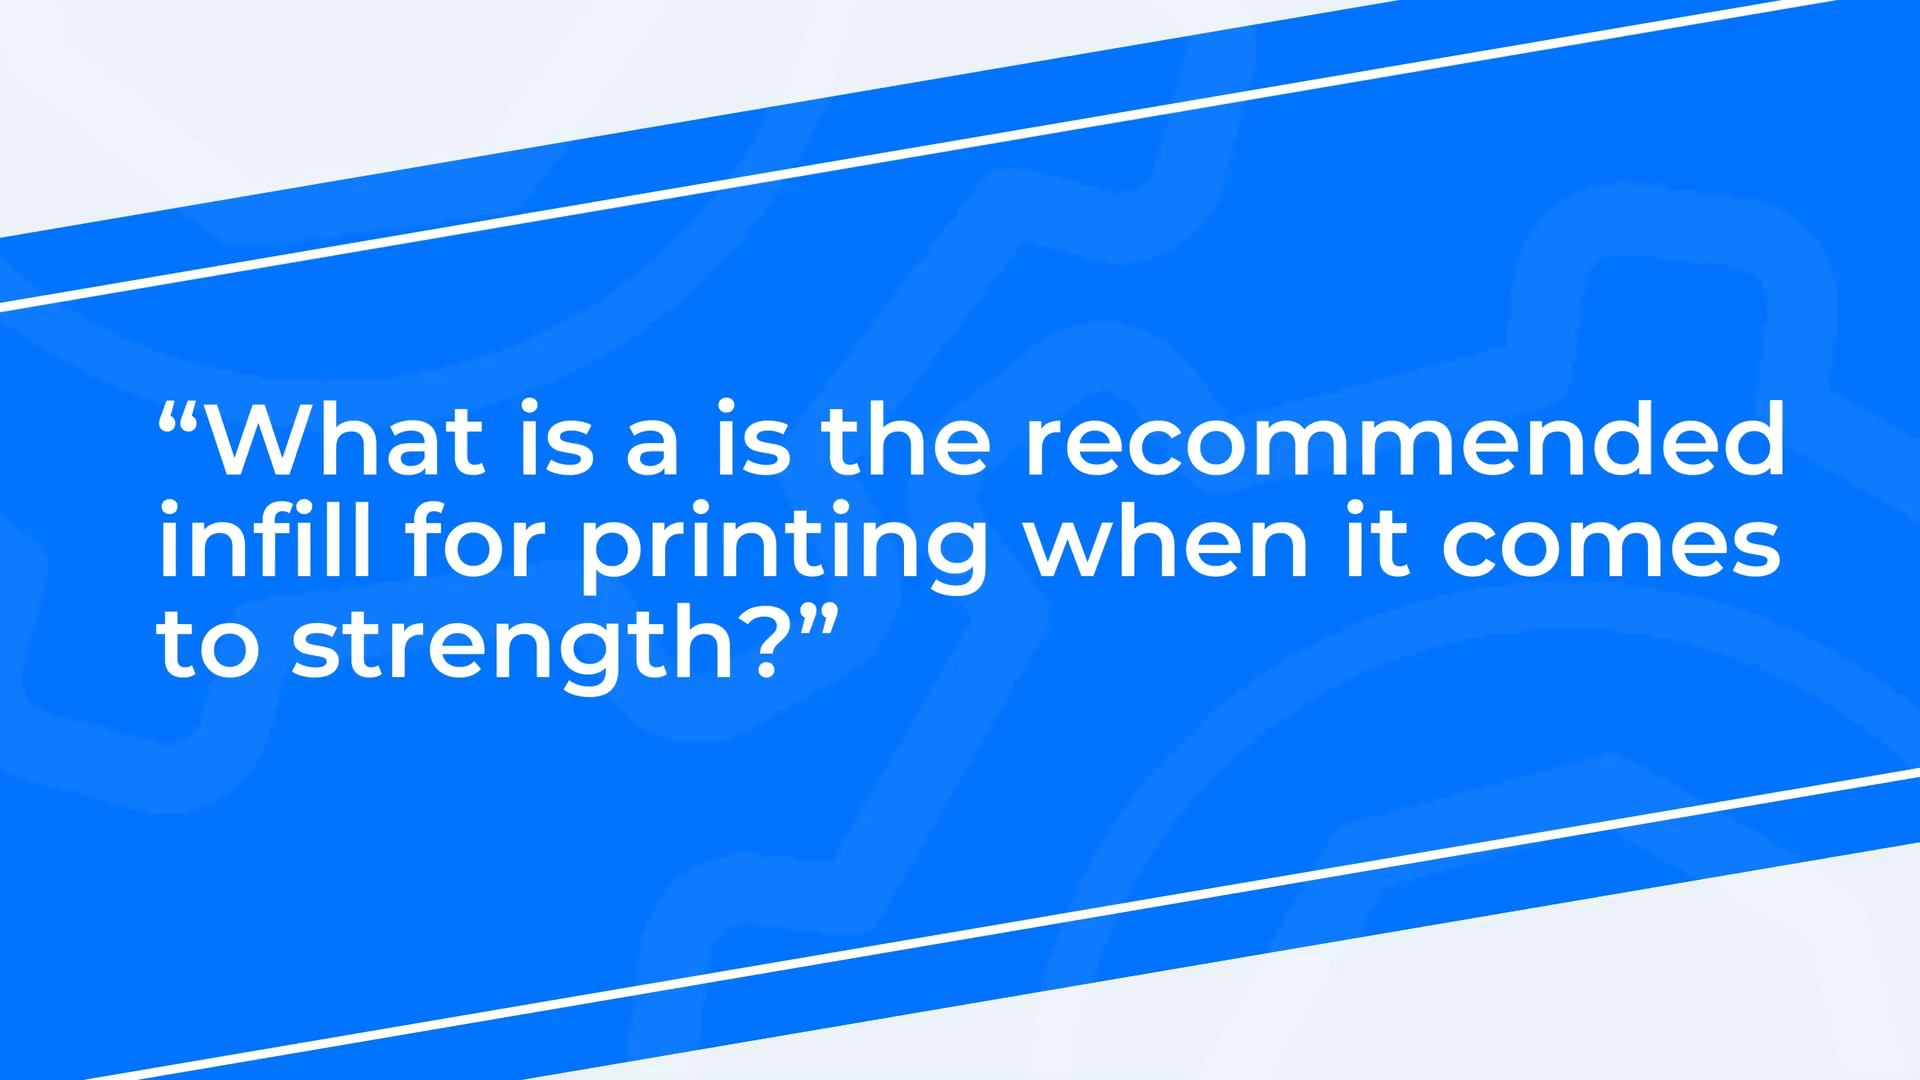 “What is a is the recommended
infill for printing when it comes
to strength?”